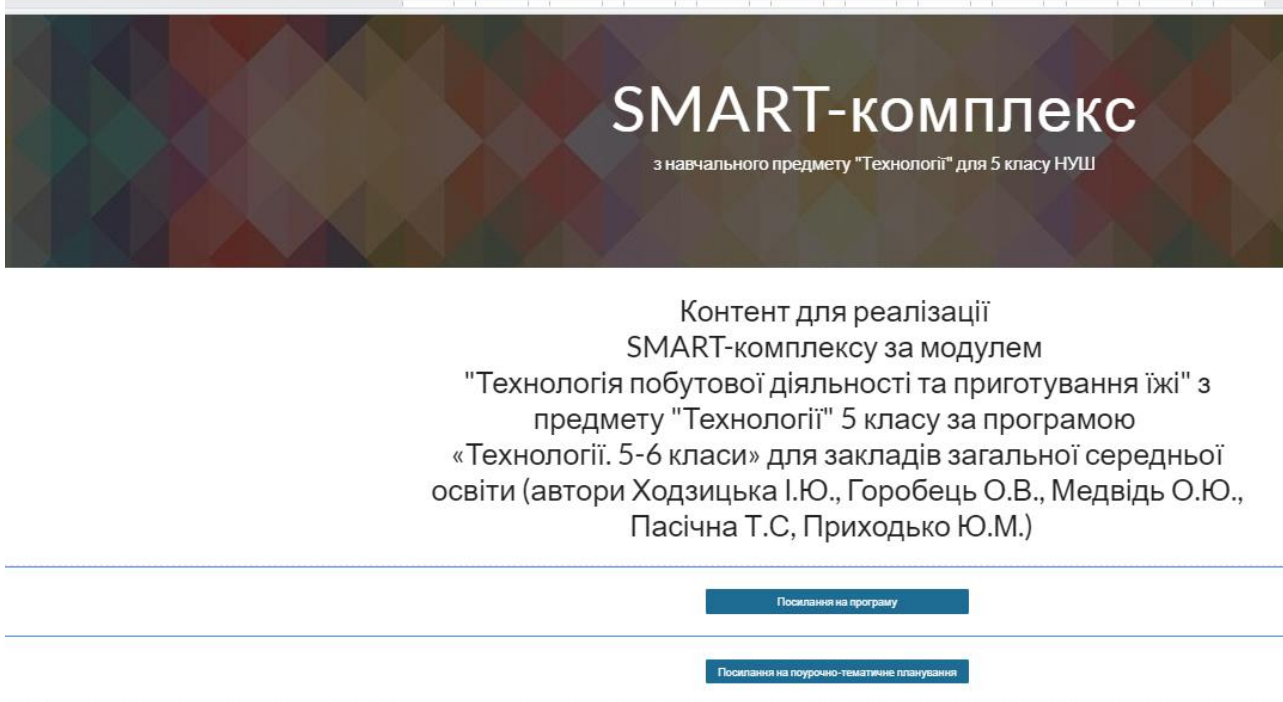 SMART-комплекс
з навчального предмету "Технології" для 5 класу НУШ
Контент для реалізації
SMART-комплексу за модулем
"Технологія побутової діяльності та приготування їжі" з
предмету "Технології" 5 класу за програмою
«Технології. 5-6 класи» для закладів загальної середньої
освіти (автори Ходзицька І.Ю., Горобець О.В., Медвідь О.Ю.,
Пасічна Т.С, Приходько Ю.М.)
Посилання на програму
Посилання на поурочно-тематичне планування